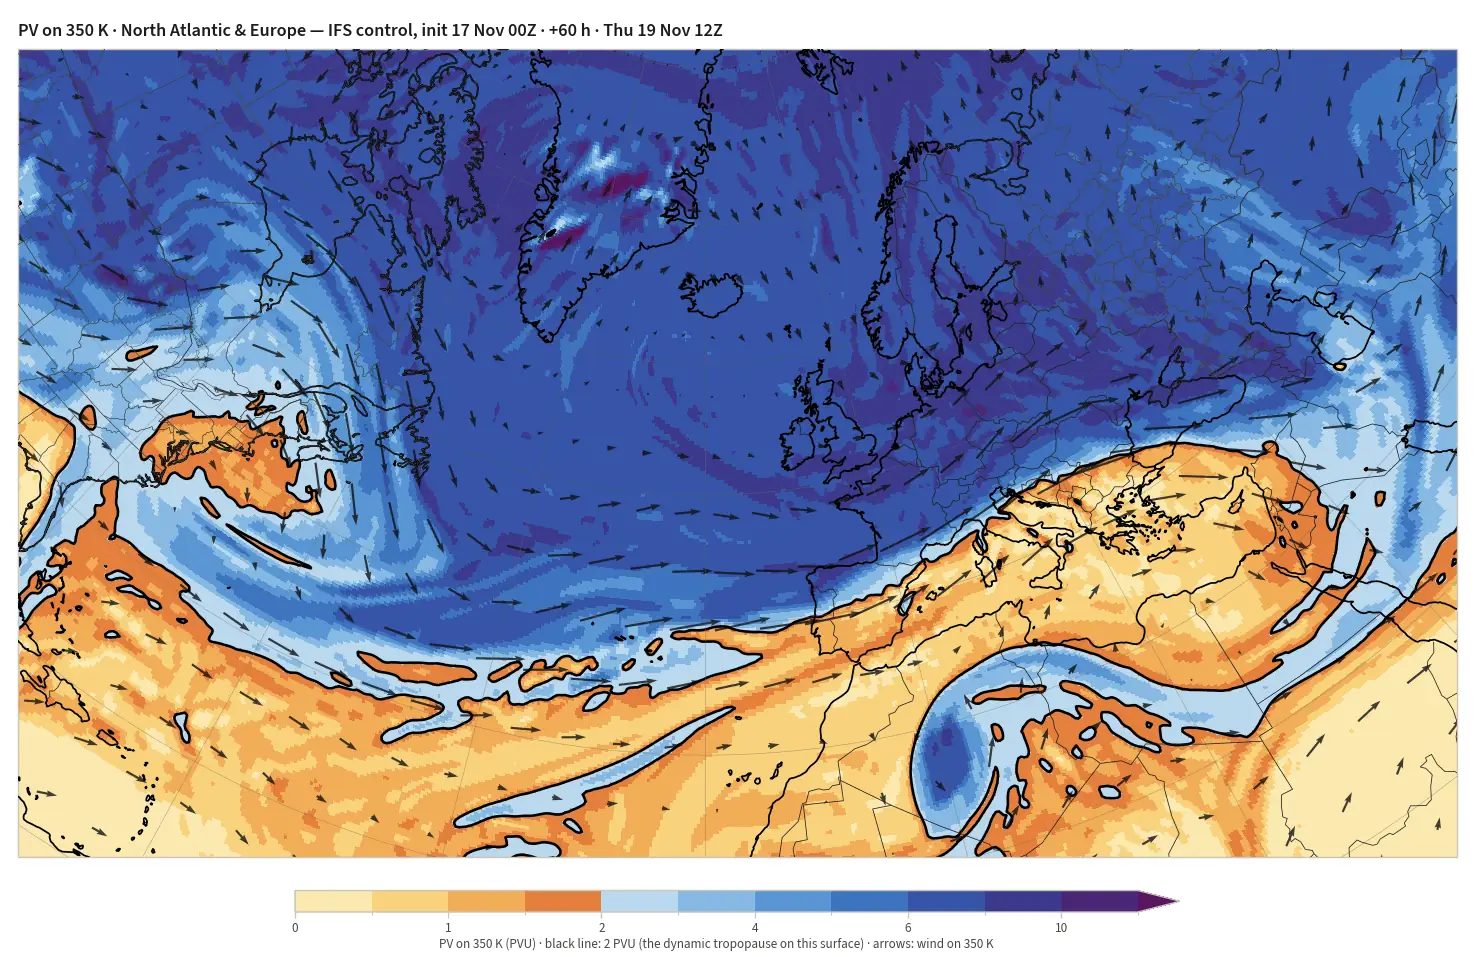 PV on 350 K · North Atlantic & Europe — IFS control, init 17 Nov 00Z · +60 h · Thu 19 Nov 12Z
0 1 2 4 6 10
PV on 350 K (PVU) · black line: 2 PVU (the dynamic tropopause on this surface) · arrows: wind on 350 K